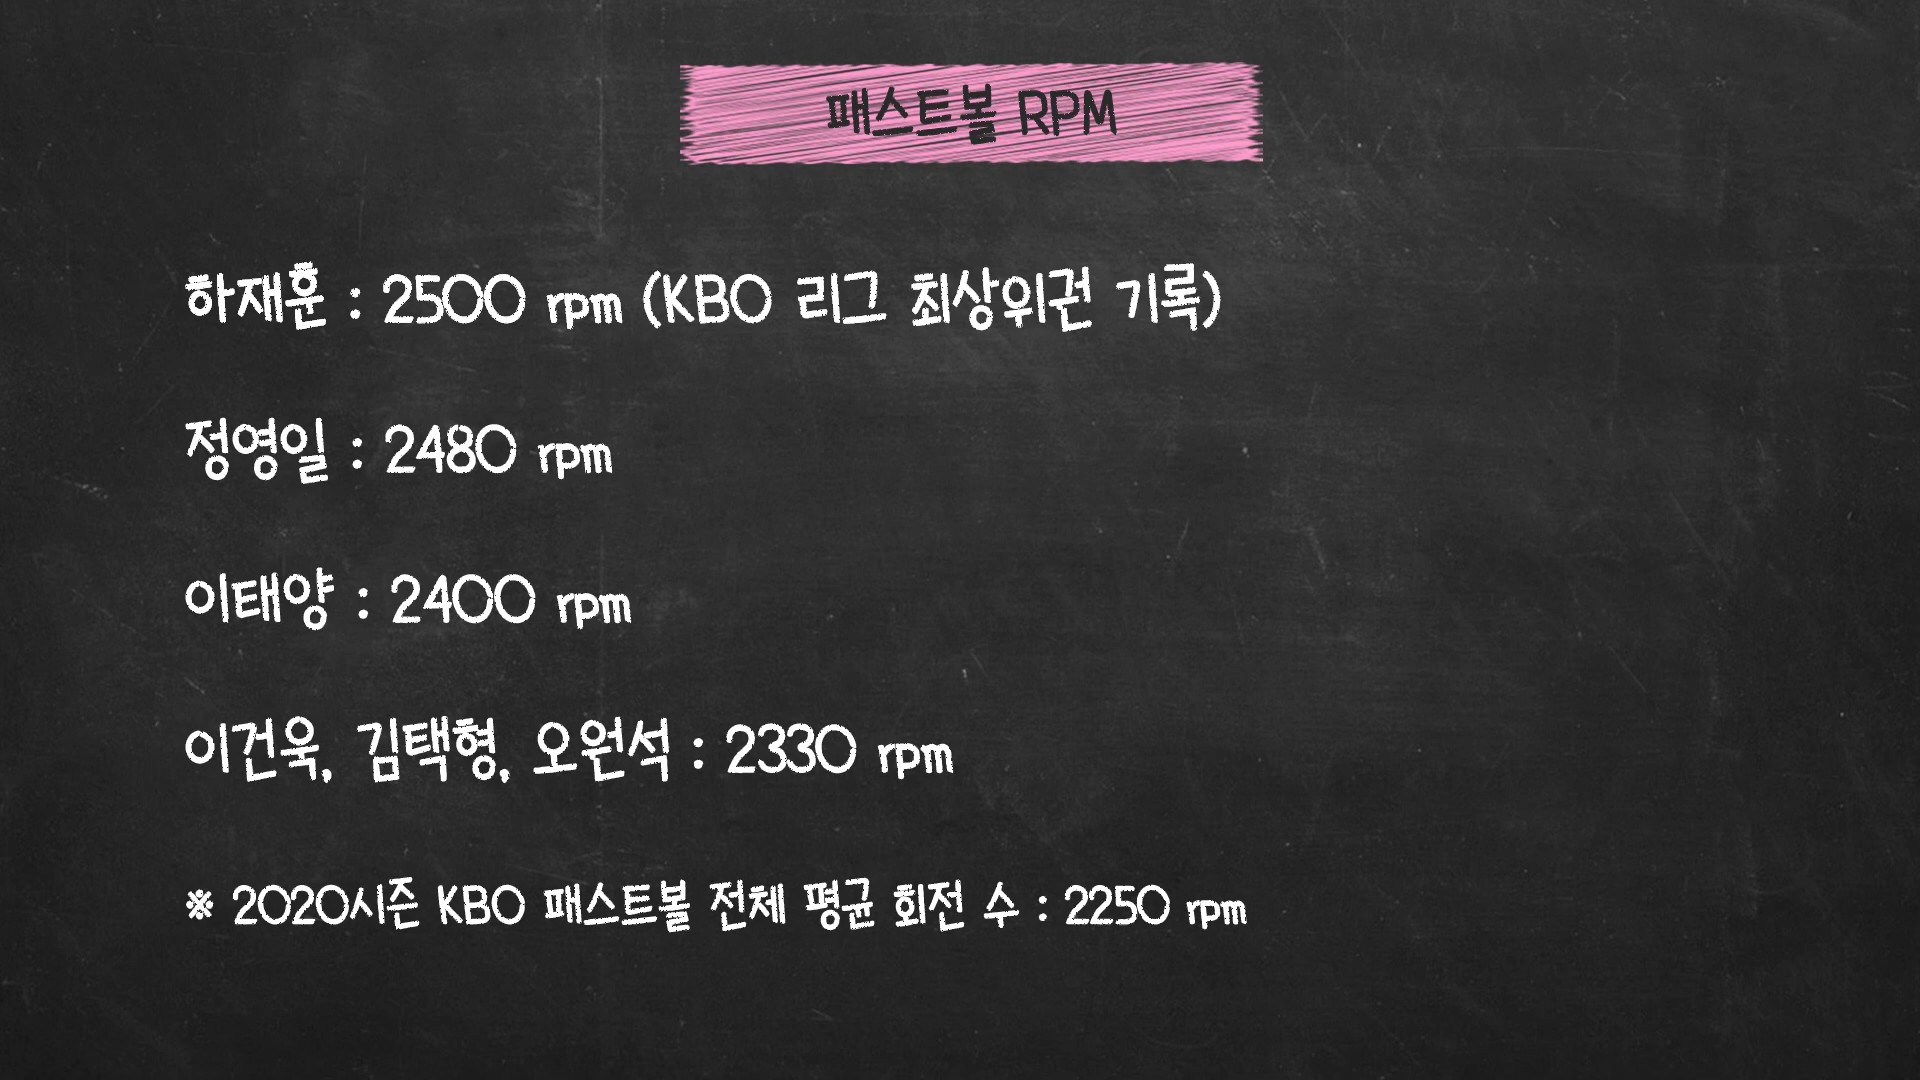 패스트볼 RPM
하재훈 : 2500 rpm (KBO 리그 최상위권 기록)
정영일 : 2480 rpm
이태양 : 2400 rpm
이건욱, 김택형, 오원석 : 2330 rpm
※ 2020시즌 KBO 패스트볼 전체 평균 회전 수 : 2250 rpm